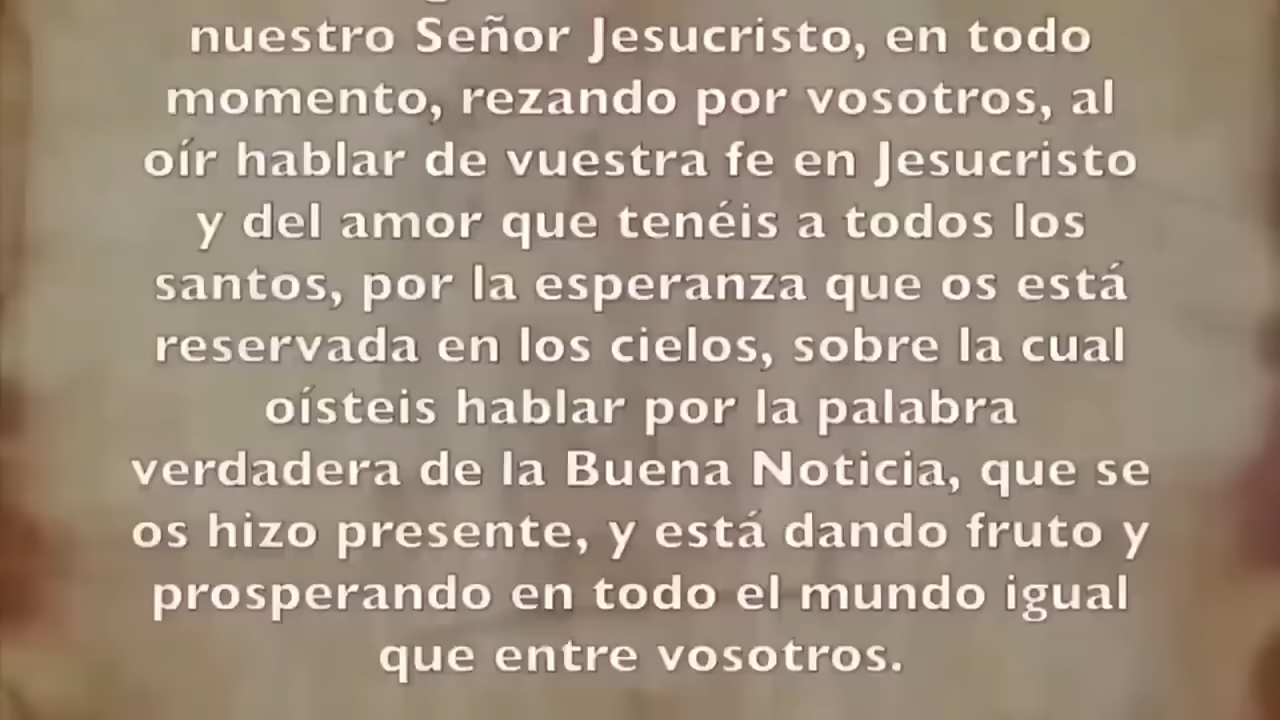 nuestro Señor Jesucristo, en todo
momento, rezando por vosotros, al
oír hablar de vuestra fe en Jesucristo
y del amor que tenéis a todos los
santos, por la esperanza que os está
reservada en los cielos, sobre la cual
oísteis hablar por la palabra
verdadera de la Buena Noticia, que se
os hizo presente, y está dando fruto y
prosperando en todo el mundo igual
que entre vosotros.